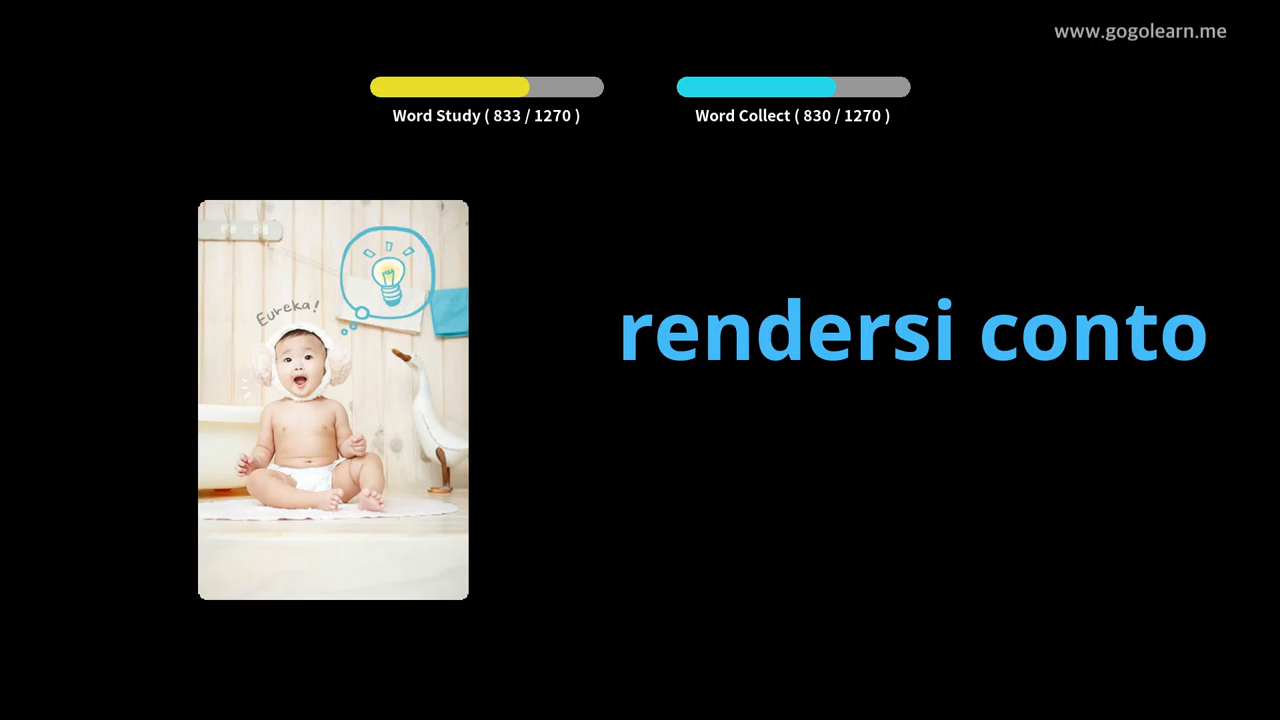 www.gogolearn.me
Word Study ( 833 / 1270 )
Word Collect ( 830 / 1270 )
Eureka!
rendersi conto